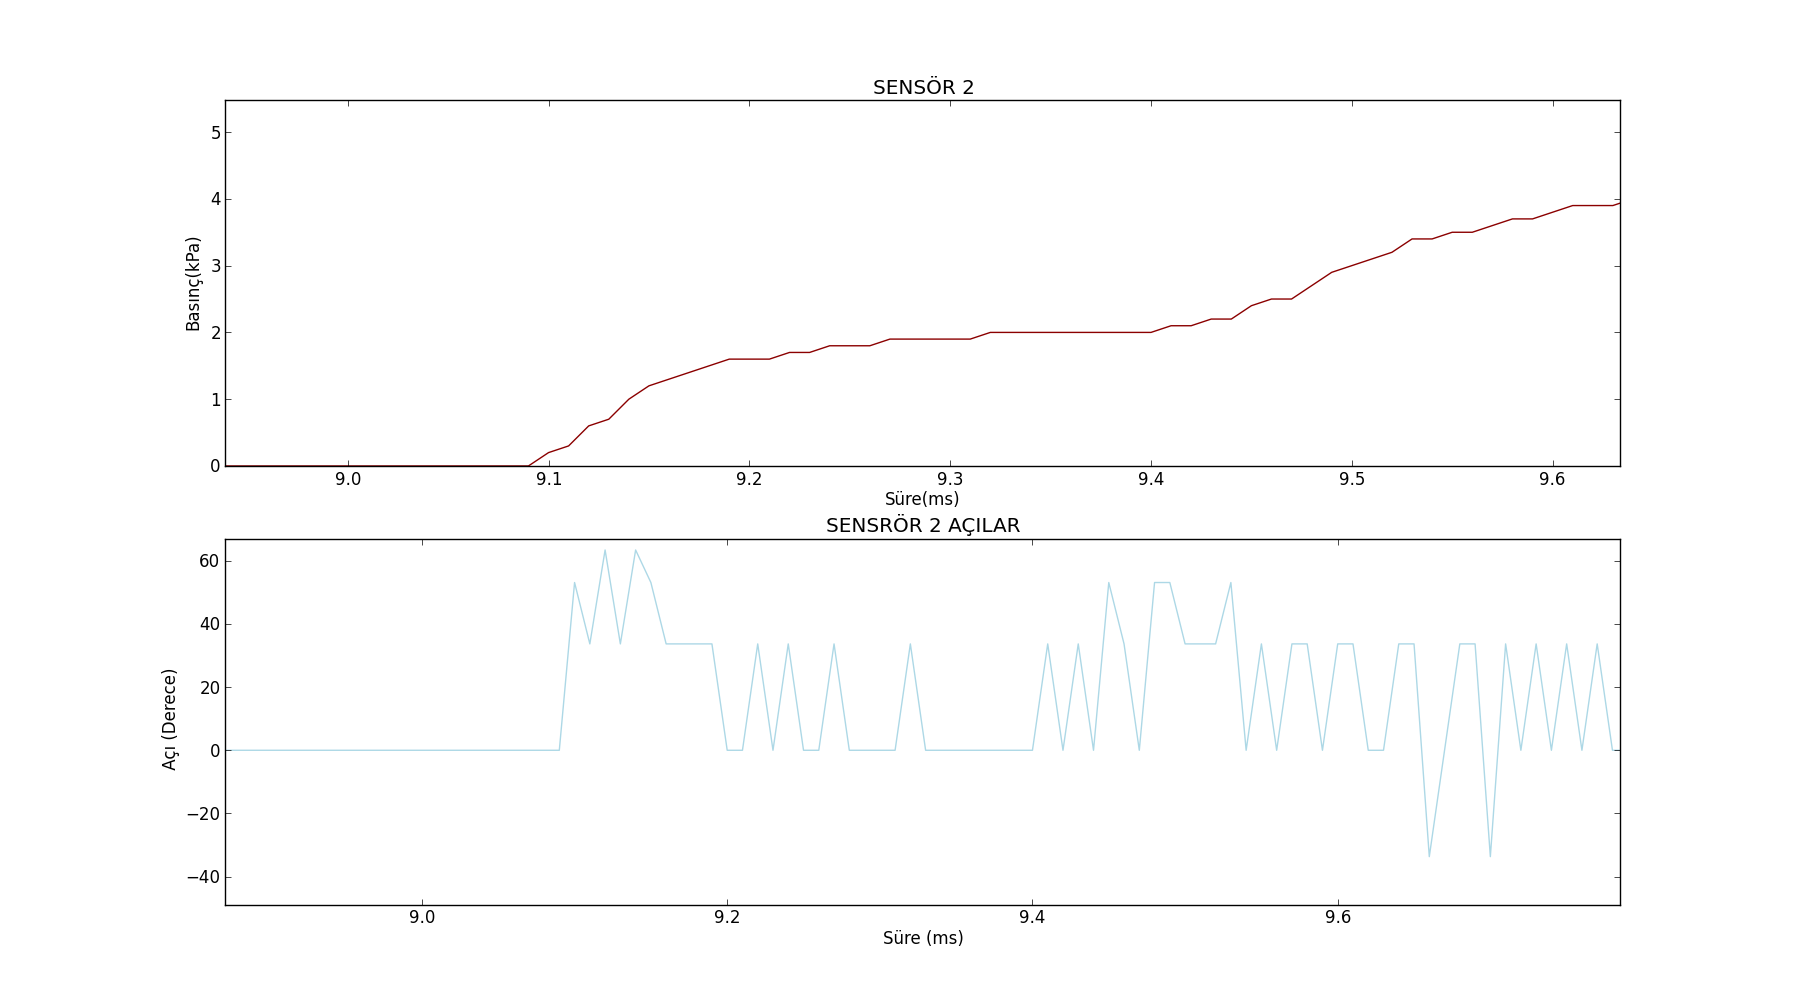 SENSÖR 2
5
4
3
2
1
0
Basınç(kPa)
9.0 9.1 9.2 9.3 9.4 9.5 9.6
Süre(ms)
SENSRÖR 2 AÇILAR
60
40
20
0
−20
−40
Açı (Derece)
9.0 9.2 9.4 9.6
Süre (ms)